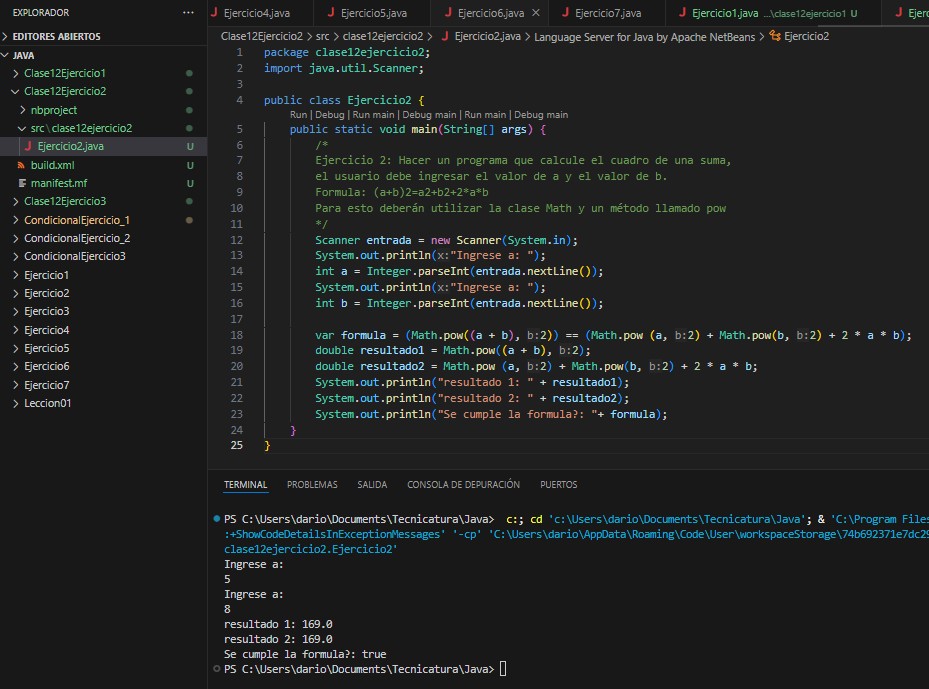 EXPLORADOR
···
EDITORES ABIERTOS
JAVA
Clase12Ejercicio1
Clase12Ejercicio2
nbproject
src \ clase12ejercicio2
J Ejercicio2.java U
build.xml U
manifest.mf U
Clase12Ejercicio3
CondicionalEjercicio_1
CondicionalEjercicio_2
CondicionalEjercicio3
Ejercicio1
Ejercicio2
Ejercicio3
Ejercicio4
Ejercicio5
Ejercicio6
Ejercicio7
Leccion01
J Ejercicio4.java J Ejercicio5.java J Ejercicio6.java × J Ejercicio7.java J Ejercicio1.java ...\clase12ejercicio1 U J Ejerc
Clase12Ejercicio2 > src > clase12ejercicio2 > J Ejercicio2.java > Language Server for Java by Apache NetBeans > Ejercicio2
1 package clase12ejercicio2;
2 import java.util.Scanner;
3
4 public class Ejercicio2 {
Run | Debug | Run main | Debug main | Run main | Debug main
5 public static void main(String[] args) {
6 /*
7 Ejercicio 2: Hacer un programa que calcule el cuadro de una suma,
8 el usuario debe ingresar el valor de a y el valor de b.
9 Formula: (a+b)2=a2+b2+2*a*b
10 Para esto deberán utilizar la clase Math y un método llamado pow
11 */
12 Scanner entrada = new Scanner(System.in);
13 System.out.println(x:"Ingrese a: ");
14 int a = Integer.parseInt(entrada.nextLine());
15 System.out.println(x:"Ingrese a: ");
16 int b = Integer.parseInt(entrada.nextLine());
17
18 var formula = (Math.pow((a + b), b:2)) == (Math.pow (a, b:2) + Math.pow(b, b:2) + 2 * a * b);
19 double resultado1 = Math.pow((a + b), b:2);
20 double resultado2 = Math.pow (a, b:2) + Math.pow(b, b:2) + 2 * a * b;
21 System.out.println("resultado 1: " + resultado1);
22 System.out.println("resultado 2: " + resultado2);
23 System.out.println("Se cumple la formula?: "+ formula);
24 }
25 }
TERMINAL PROBLEMAS SALIDA CONSOLA DE DEPURACIÓN PUERTOS
PS C:\Users\dario\Documents\Tecnicatura\Java> c:; cd 'c:\Users\dario\Documents\Tecnicatura\Java'; & 'C:\Program Files
:+ShowCodeDetailsInExceptionMessages' '-cp' 'C:\Users\dario\AppData\Roaming\Code\User\workspaceStorage\74b692371e7dc29
clase12ejercicio2.Ejercicio2'
Ingrese a:
5
Ingrese a:
8
resultado 1: 169.0
resultado 2: 169.0
Se cumple la formula?: true
PS C:\Users\dario\Documents\Tecnicatura\Java>